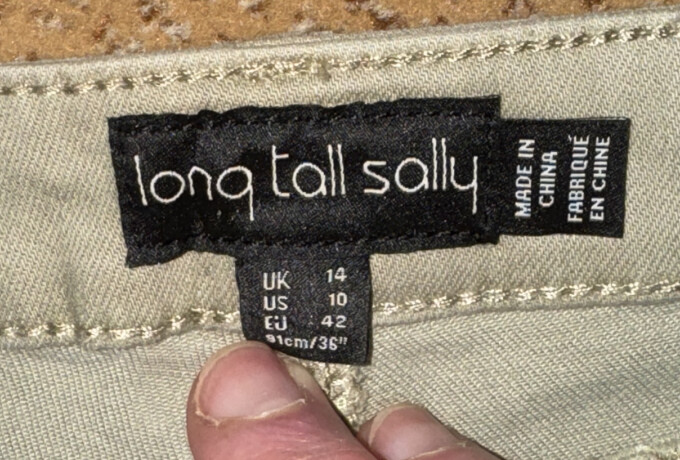 long tall sally
MADE IN
CHINA
FABRIQUÉ
EN CHINE
UK 14
US 10
EU 42
91cm/36"